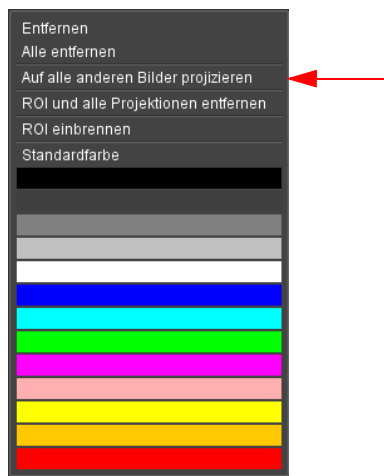 Entfernen
Alle entfernen
Auf alle anderen Bilder projizieren
ROI und alle Projektionen entfernen
ROI einbrennen
Standardfarbe